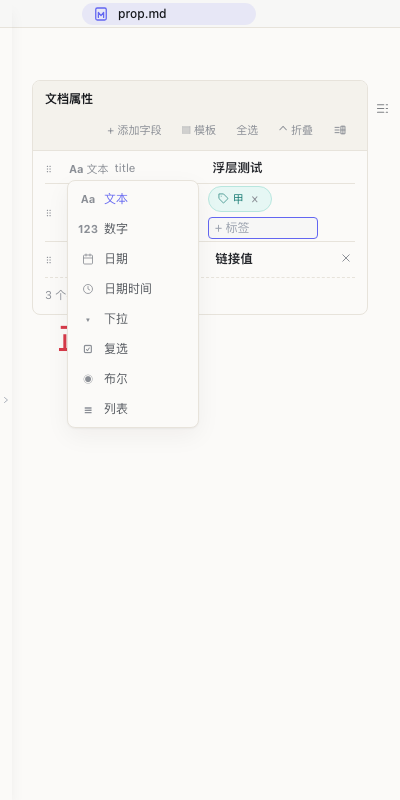 prop.md
文档属性
+ 添加字段 模板 全选 折叠
Aa 文本 title 浮层测试
甲 ×
+ 标签
链接值
3 个
Aa 文本
123 数字
日期
日期时间
下拉
复选
布尔
列表